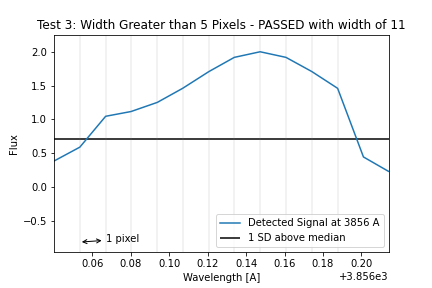 Test 3: Width Greater than 5 Pixels - PASSED with width of 11
2.0
1.5
1.0
0.5
0.0
−0.5
Flux
1 pixel
Detected Signal at 3856 A
1 SD above median
0.06 0.08 0.10 0.12 0.14 0.16 0.18 0.20
Wavelength [A]
+3.856e3